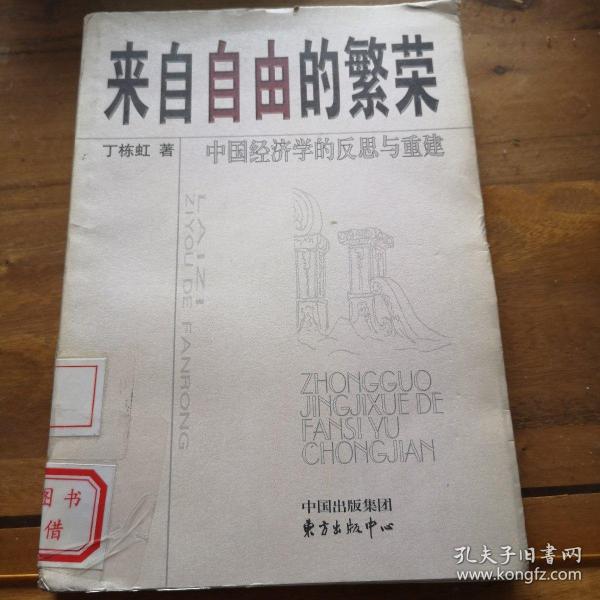 来自自由的繁荣
丁栋虹 著
中国经济学的反思与重建
LAIZI
ZIYOU DE FANRONG
ZHONGGUO
JINGJIXUE DE
FANSI YU
CHONGJIAN
中国出版集团
東方出版中心
图书
借
孔夫子旧书网
www.kongfz.com